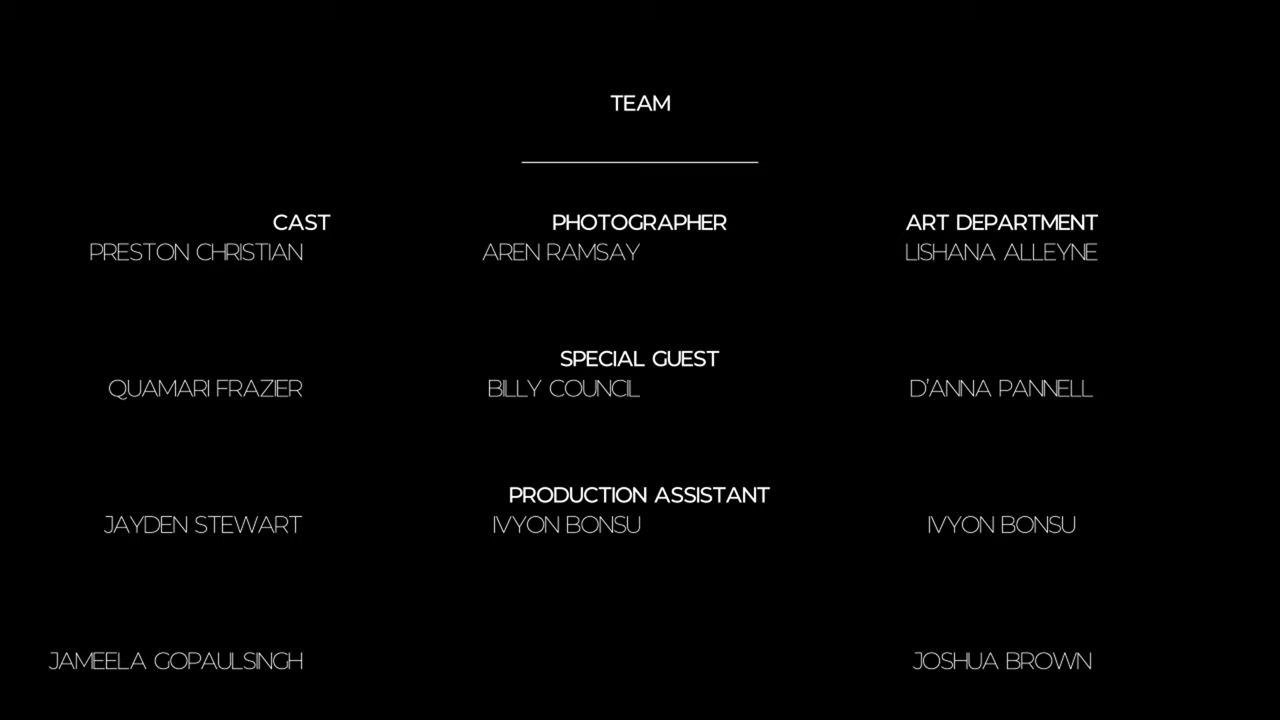 TEAM
CAST
PRESTON CHRISTIAN
QUAMARI FRAZIER
JAYDEN STEWART
JAMEELA GOPAULSINGH
PHOTOGRAPHER
AREN RAMSAY
SPECIAL GUEST
BILLY COUNCIL
PRODUCTION ASSISTANT
IVYON BONSU
ART DEPARTMENT
LISHANA ALLEYNE
D'ANNA PANNELL
IVYON BONSU
JOSHUA BROWN